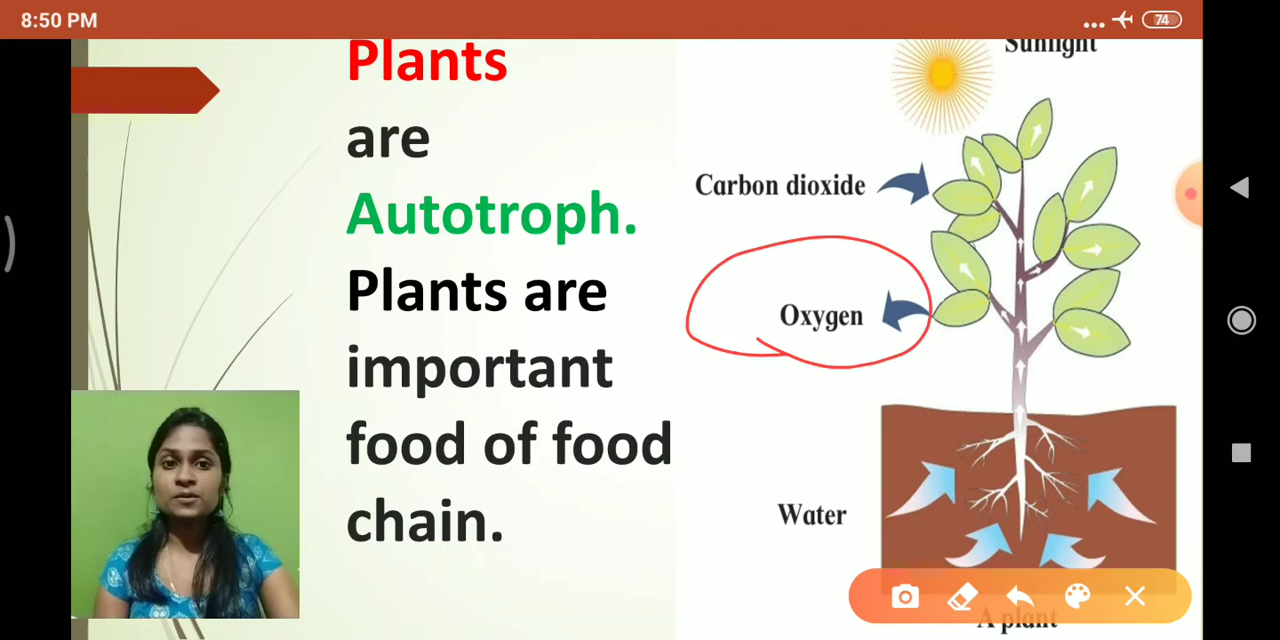 8:50 PM
74
Plants
are
Autotroph.
Plants are
important
food of food
chain.
Sunlight
Carbon dioxide
Oxygen
Water
A plant